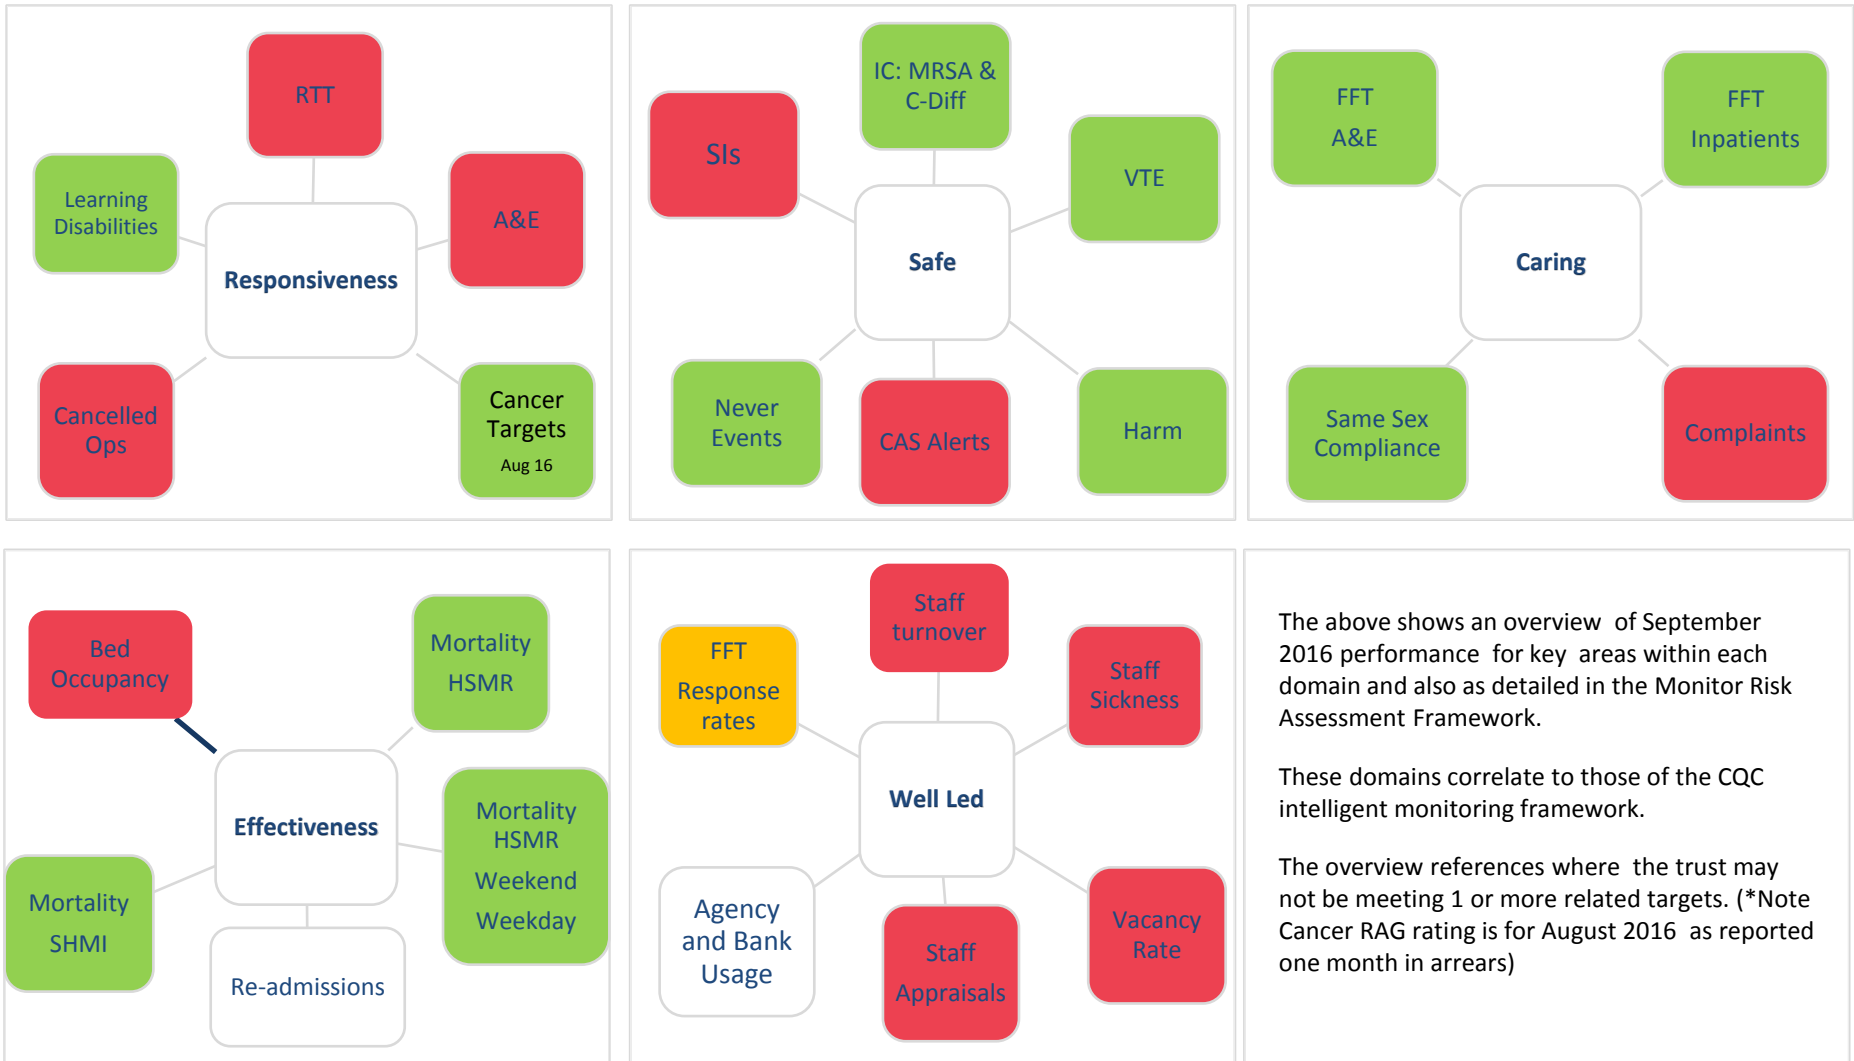 RTT
Learning
Disabilities
A&E
Responsiveness
Cancelled
Ops
Cancer
Targets
Aug 16
IC: MRSA &
C-Diff
SIs
VTE
Safe
Never
Events
CAS Alerts
Harm
FFT
A&E
FFT
Inpatients
Caring
Same Sex
Compliance
Complaints
Bed
Occupancy
Mortality
HSMR
Effectiveness
Mortality
HSMR
Weekend
Weekday
Mortality
SHMI
Re-admissions
Staff
turnover
FFT
Response
rates
Staff
Sickness
Well Led
Agency
and Bank
Usage
Staff
Appraisals
Vacancy
Rate
The above shows an overview of September
2016 performance for key areas within each
domain and also as detailed in the Monitor Risk
Assessment Framework.
These domains correlate to those of the CQC
intelligent monitoring framework.
The overview references where the trust may
not be meeting 1 or more related targets. (*Note
Cancer RAG rating is for August 2016 as reported
one month in arrears)